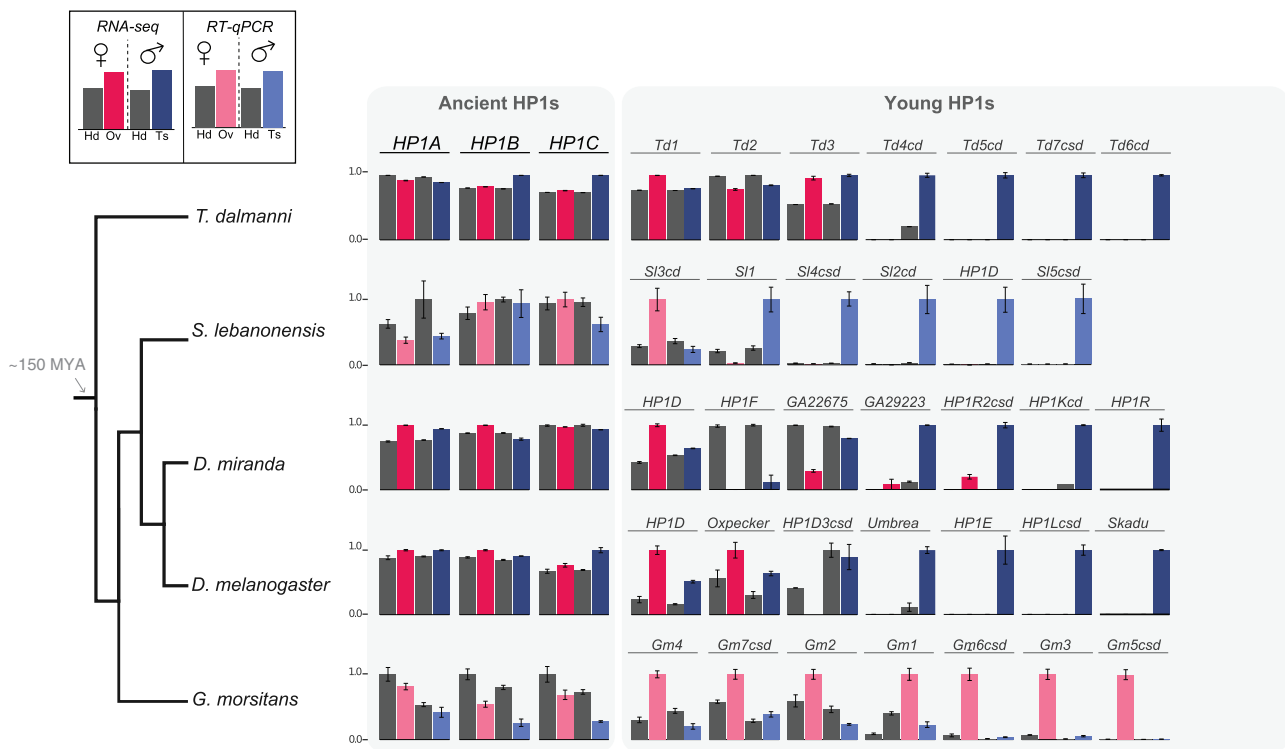 RNA-seq RT-qPCR
♀ ♂ ♀ ♂
Hd Ov Hd Ts Hd Ov Hd Ts
Ancient HP1s Young HP1s
HP1A HP1B HP1C Td1 Td2 Td3 Td4cd Td5cd Td7csd Td6cd
1.0
T. dalmanni
0.0
Sl3cd Sl1 Sl4csd Sl2cd HP1D Sl5csd
1.0
S. lebanonensis
0.0
~150 MYA
HP1D HP1F GA22675 GA29223 HP1R2csd HP1Kcd HP1R
1.0
D. miranda
0.0
HP1D Oxpecker HP1D3csd Umbrea HP1E HP1Lcsd Skadu
1.0
D. melanogaster
0.0
Gm4 Gm7csd Gm2 Gm1 Gm6csd Gm3 Gm5csd
1.0
G. morsitans
0.0